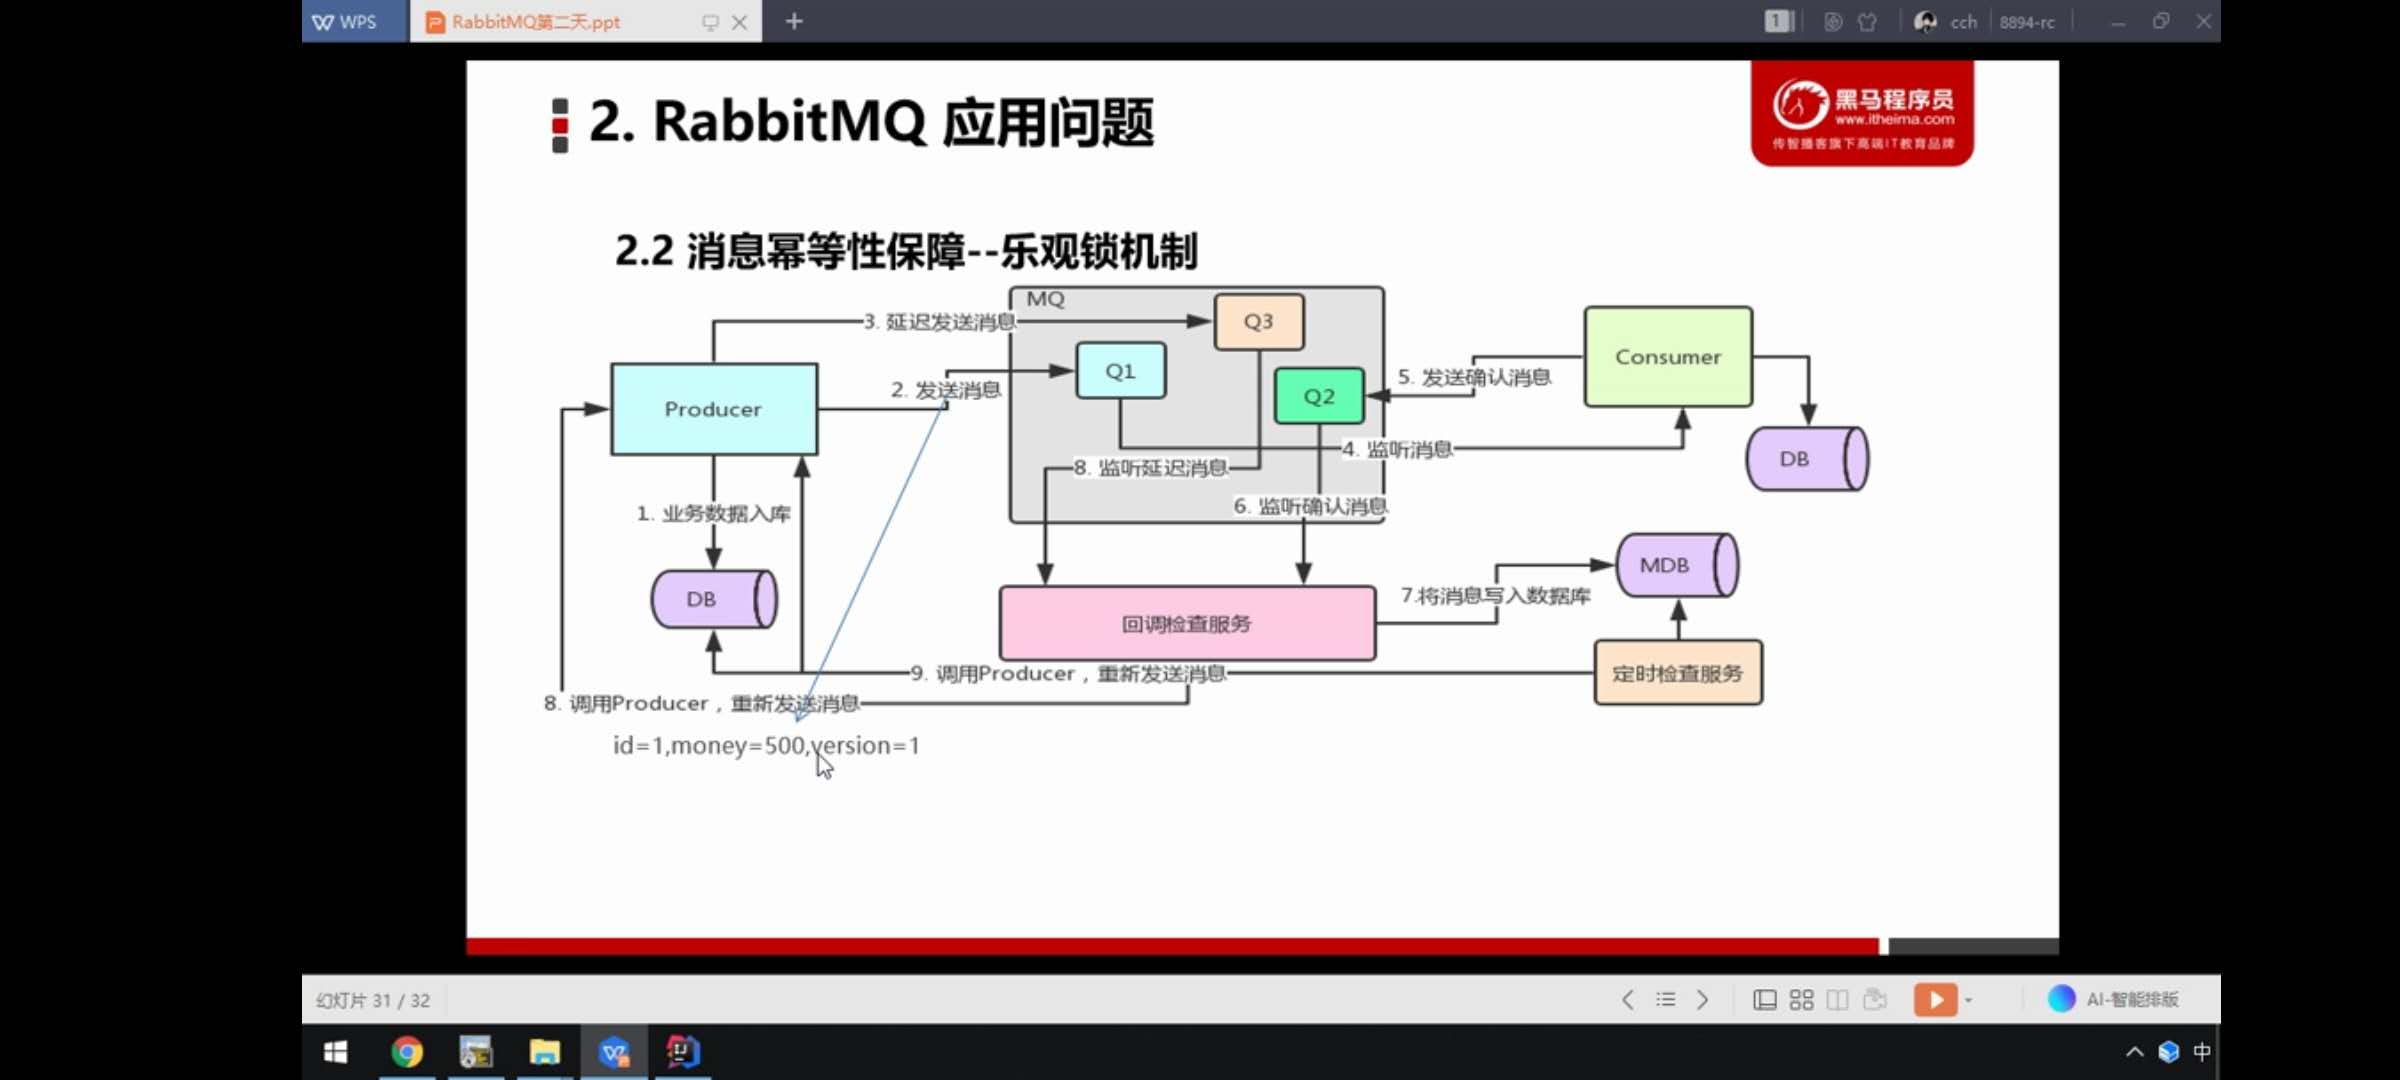 WPS
RabbitMQ第二天.ppt
1
cch
8894-rc
2. RabbitMQ 应用问题
黑马程序员
www.itheima.com
传智播客旗下高端IT教育品牌
2.2 消息幂等性保障--乐观锁机制
MQ
3. 延迟发送消息
Q3
Q1
Consumer
Producer
2. 发送消息
5. 发送确认消息
Q2
4. 监听消息
DB
8. 监听延迟消息
6. 监听确认消息
1. 业务数据入库
MDB
DB
7.将消息写入数据库
回调检查服务
9. 调用Producer，重新发送消息
定时检查服务
8. 调用Producer，重新发送消息
id=1,money=500,version=1
幻灯片 31 / 32
AI-智能排版
中